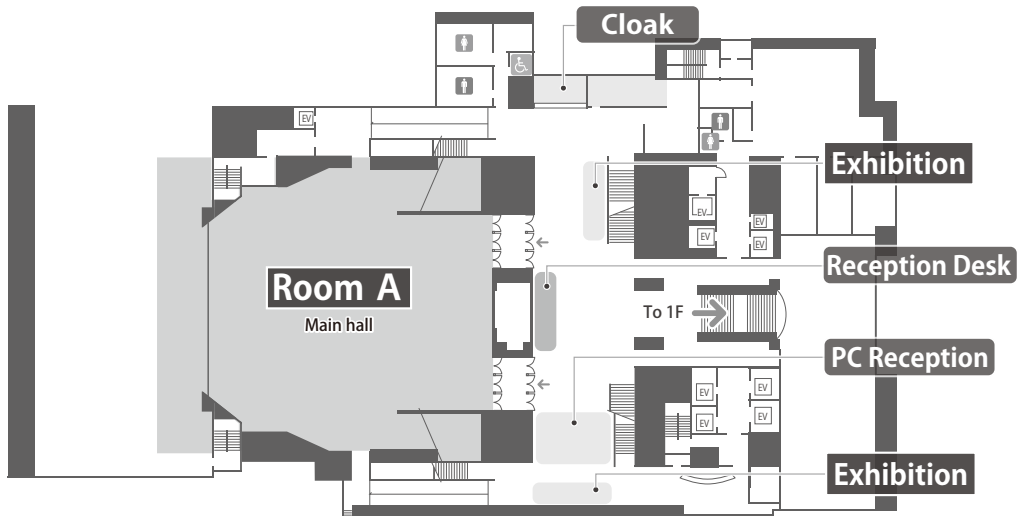 Cloak
EV
Exhibition
EV
EV
EV
EV
Reception Desk
Room A
Main hall
To 1F
PC Reception
EV
EV
EV
EV
Exhibition